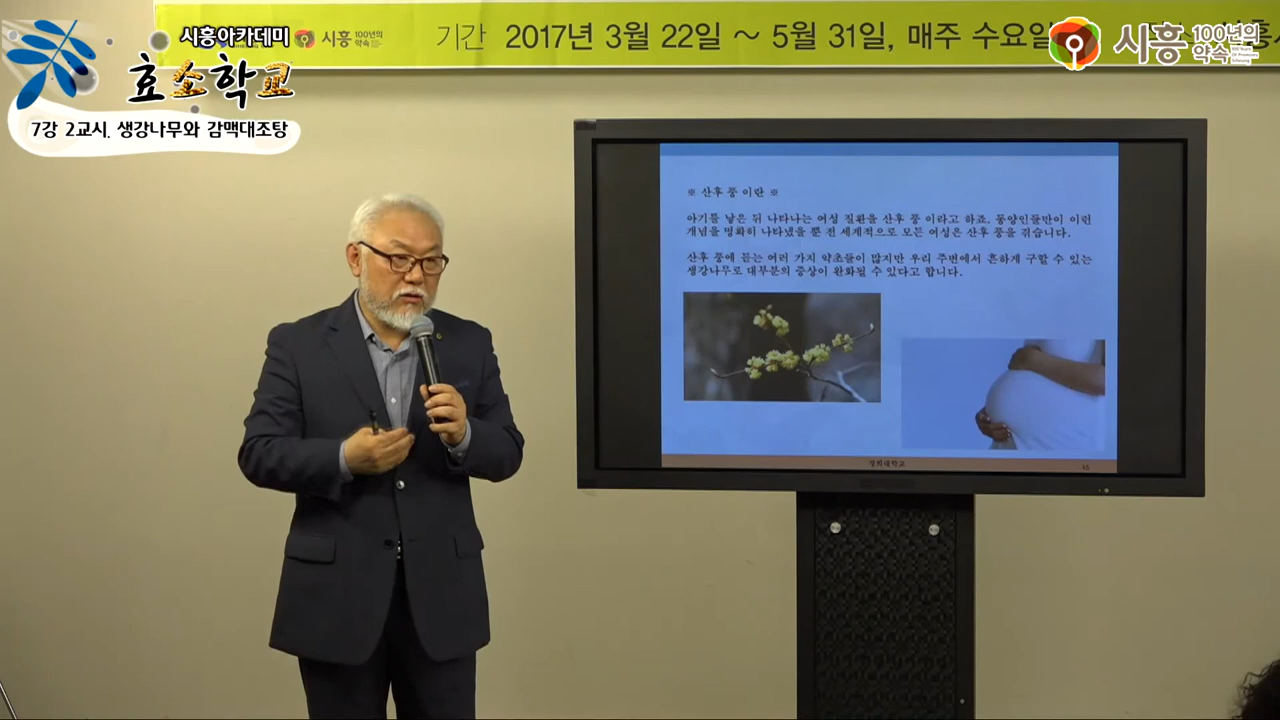 시흥아카데미
효소학교
7강 2교시. 생강나무와 감맥대조탕
시흥 100년의 약속
기간 2017년 3월 22일 ~ 5월 31일, 매주 수요일
시흥 100년의 약속
※ 산후 풍 이란 ※
아기를 낳은 뒤 나타나는 여성 질환을 산후 풍 이라고 하죠. 동양인들만이 이런
개념을 명확히 나타냈을 뿐 전 세계적으로 모든 여성은 산후 풍을 겪습니다.
산후 풍에 듣는 여러 가지 약초들이 많지만 우리 주변에서 흔하게 구할 수 있는
생강나무로 대부분의 증상이 완화될 수 있다고 합니다.
경희대학교